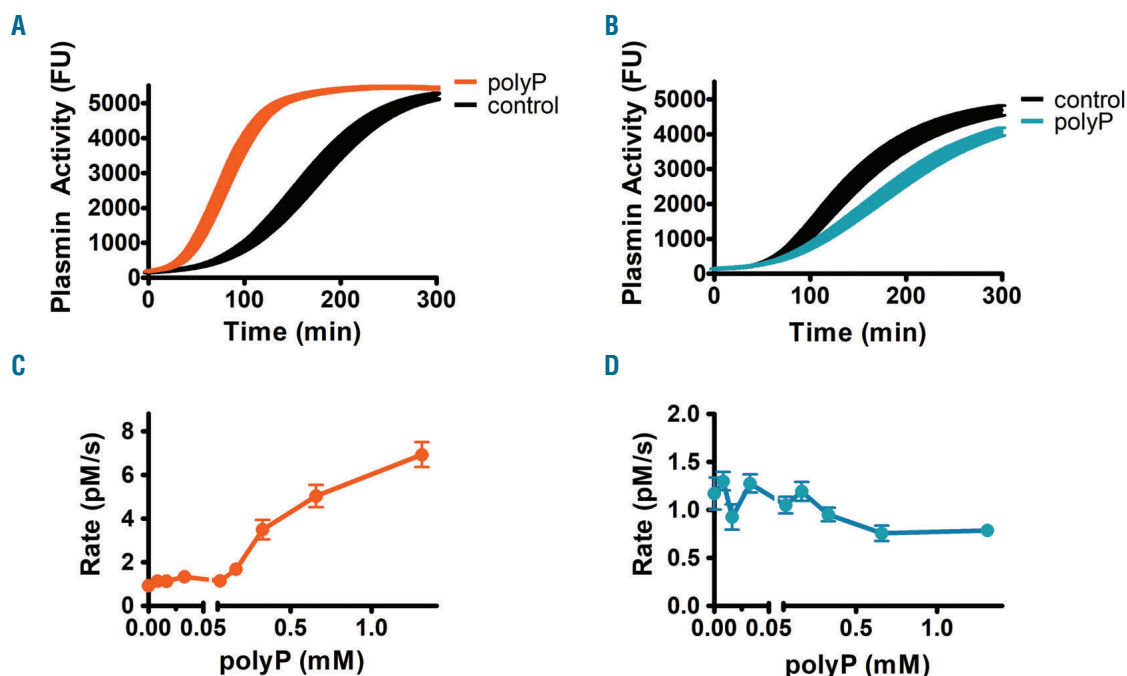 A
Plasmin Activity (FU)
5000
4000
3000
2000
1000
0
0 100 200 300
Time (min)
polyP
control
B
Plasmin Activity (FU)
5000
4000
3000
2000
1000
0
0 100 200 300
Time (min)
control
polyP
C
Rate (pM/s)
8
6
4
2
0
0.00 0.05 0.5 1.0
polyP (mM)
D
Rate (pM/s)
2.0
1.5
1.0
0.5
0.0
0.00 0.05 0.5 1.0
polyP (mM)